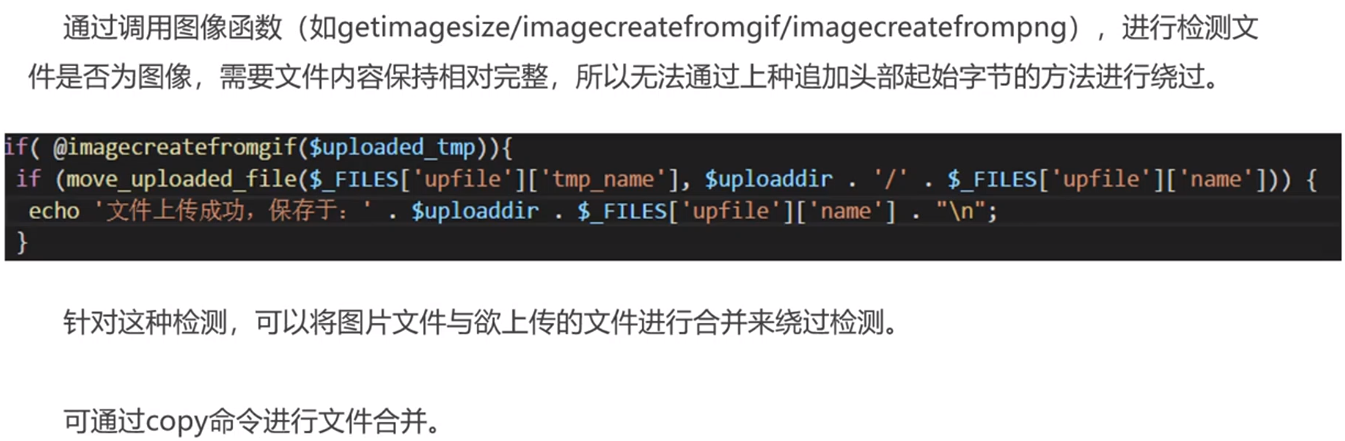 通过调用图像函数（如getimagesize/imagecreatefromgif/imagecreatefrompng），进行检测文
件是否为图像，需要文件内容保持相对完整，所以无法通过上种追加头部起始字节的方法进行绕过。
if( @imagecreatefromgif($uploaded_tmp)){
if (move_uploaded_file($_FILES['upfile']['tmp_name'], $uploaddir . '/' . $_FILES['upfile']['name'])) {
echo '文件上传成功，保存于：' . $uploaddir . $_FILES['upfile']['name'] . "\n";
}
针对这种检测，可以将图片文件与欲上传的文件进行合并来绕过检测。
可通过copy命令进行文件合并。